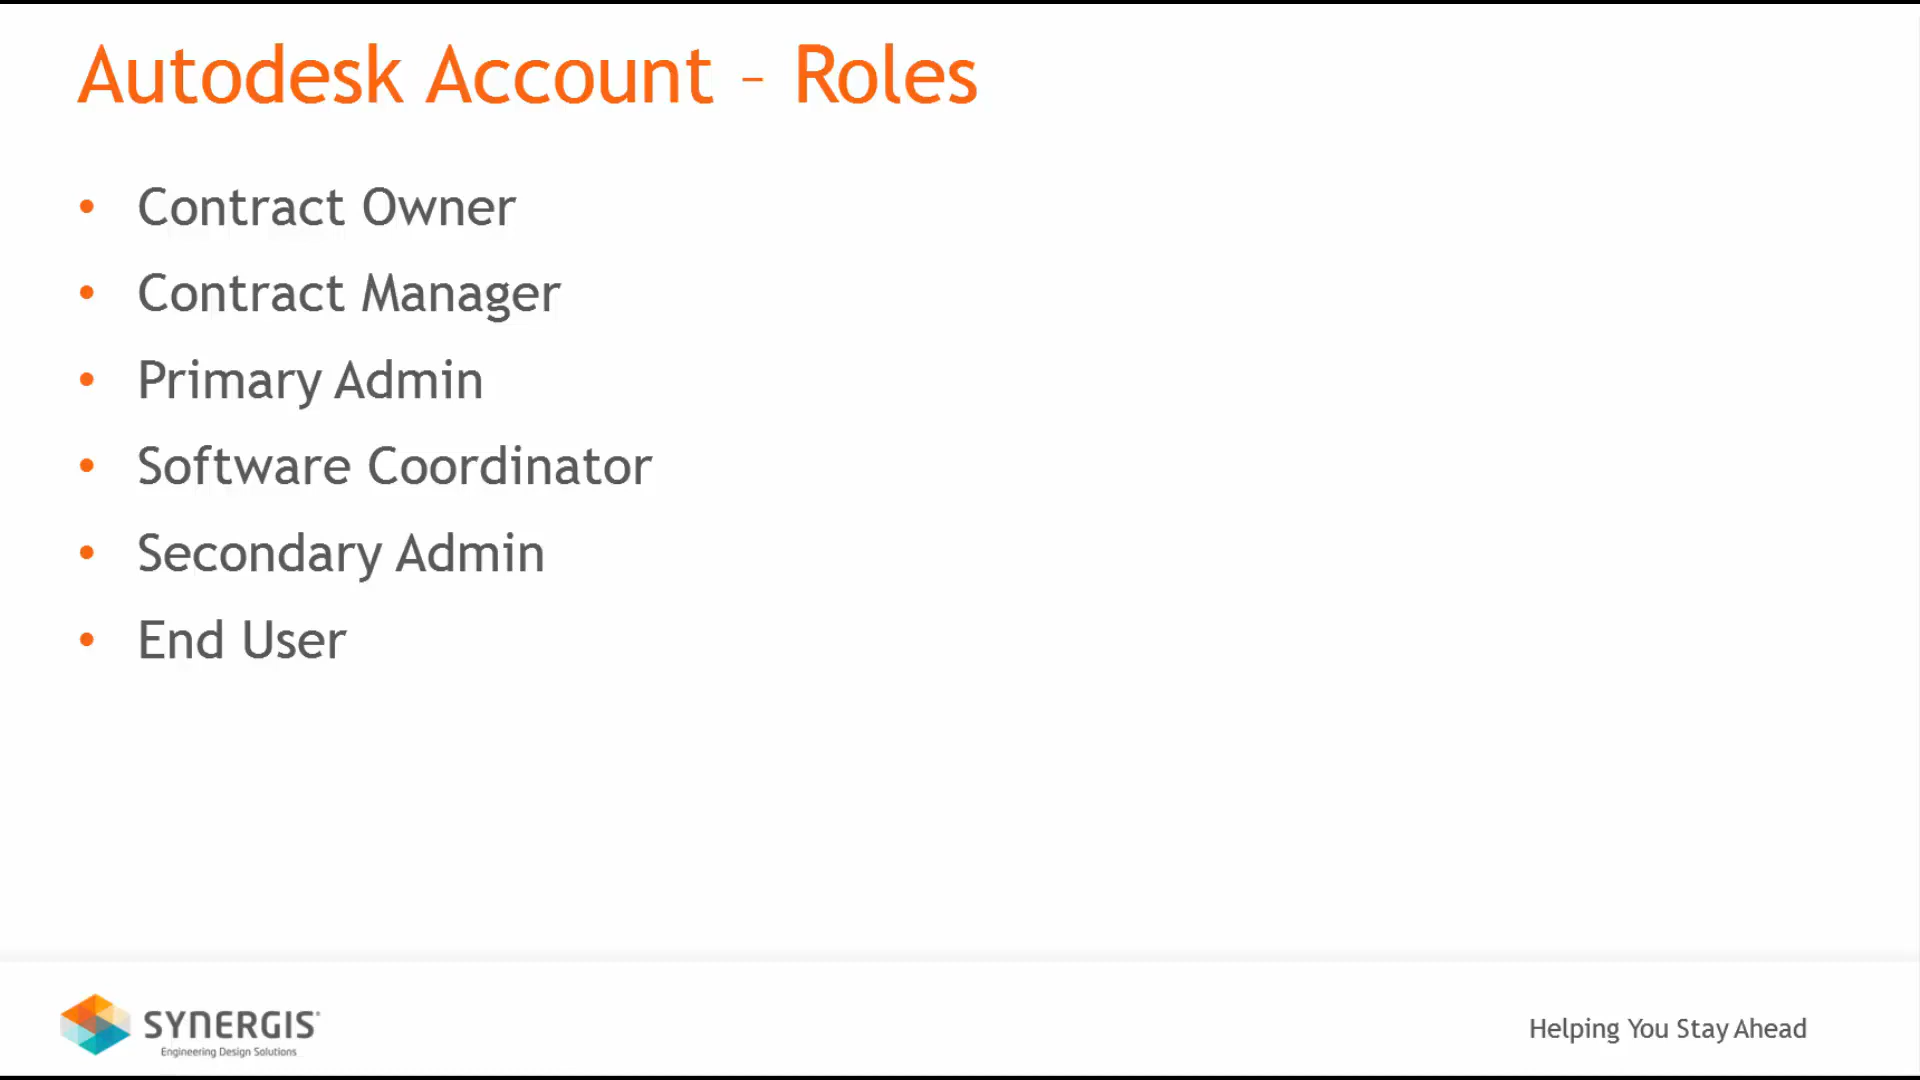 Autodesk Account – Roles
• Contract Owner
• Contract Manager
• Primary Admin
• Software Coordinator
• Secondary Admin
• End User
SYNERGIS
Engineering Design Solutions
Helping You Stay Ahead